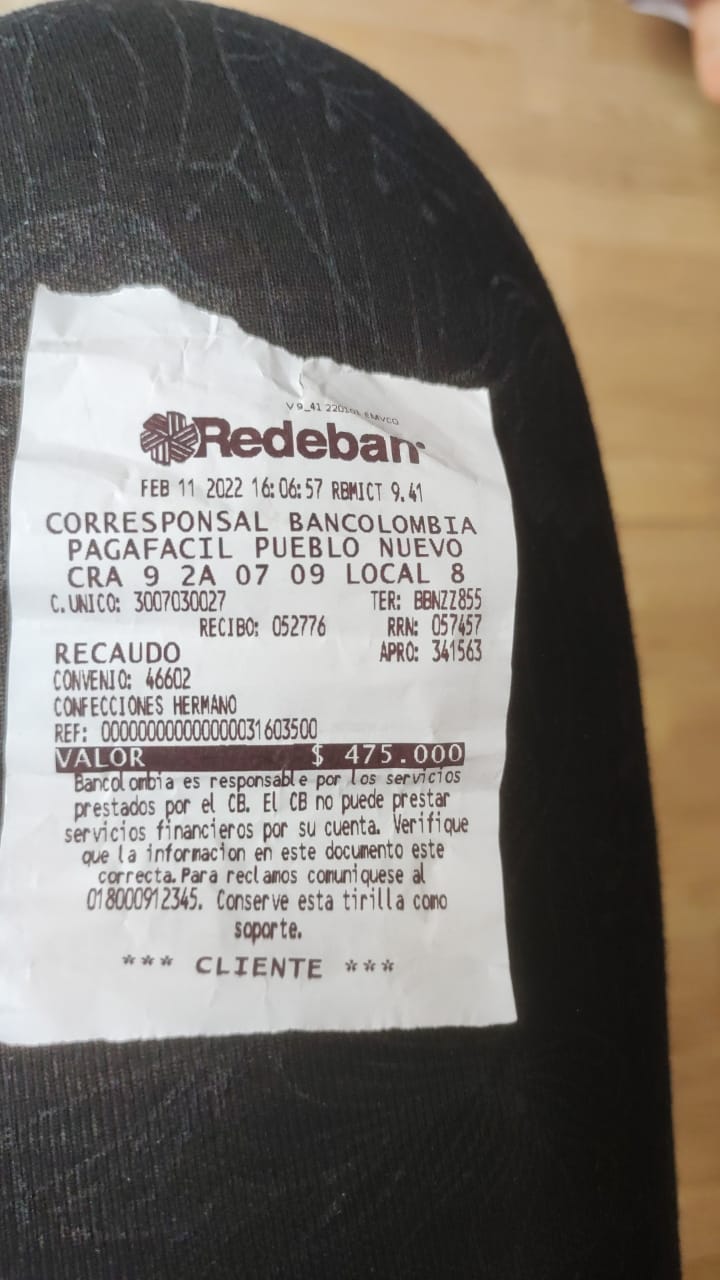 V9_41 220101 EMVCO
Redeban
FEB 11 2022 16:06:57 RBMICT 9.41
CORRESPONSAL BANCOLOMBIA
PAGAFACIL PUEBLO NUEVO
CRA 9 2A 07 09 LOCAL 8
C.UNICO: 3007030027 TER: BBNZZ855
RECIBO: 052776 RRN: 057457
RECAUDO APRO: 341563
CONVENIO: 46602
CONFECCIONES HERMANO
REF: 000000000000000031603500
VALOR $ 475.000
Bancolombia es responsable por los servicios
prestados por el CB. El CB no puede prestar
servicios financieros por su cuenta. Verifique
que la informacion en este documento este
correcta. Para reclamos comuniquese al
018000912345. Conserve esta tirilla como
soporte.
*** CLIENTE ***